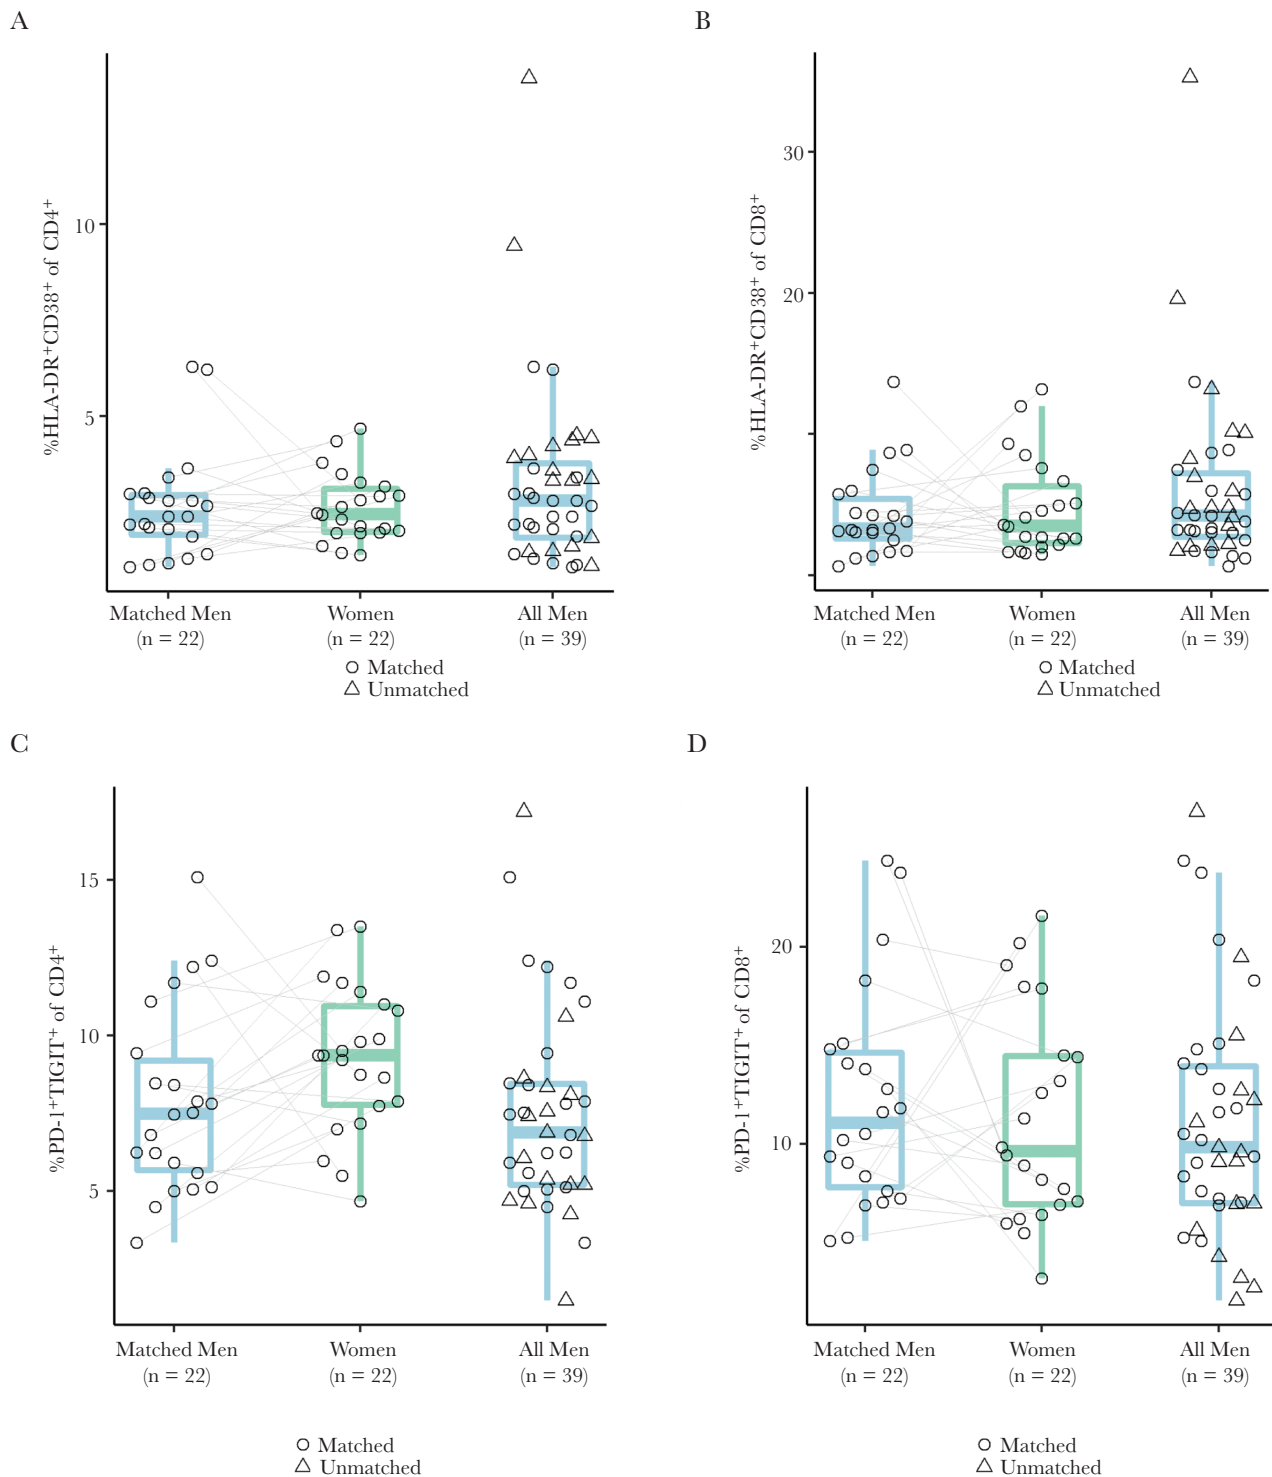 A
%HLA-DR⁺CD38⁺ of CD4⁺
10
5
Matched Men
(n = 22)
Women
(n = 22)
All Men
(n = 39)
Matched
Unmatched
B
%HLA-DR⁺CD38⁺ of CD8⁺
30
20
Matched Men
(n = 22)
Women
(n = 22)
All Men
(n = 39)
Matched
Unmatched
C
%PD-1⁺TIGIT⁺ of CD4⁺
15
10
5
Matched Men
(n = 22)
Women
(n = 22)
All Men
(n = 39)
Matched
Unmatched
D
%PD-1⁺TIGIT⁺ of CD8⁺
20
10
Matched Men
(n = 22)
Women
(n = 22)
All Men
(n = 39)
Matched
Unmatched